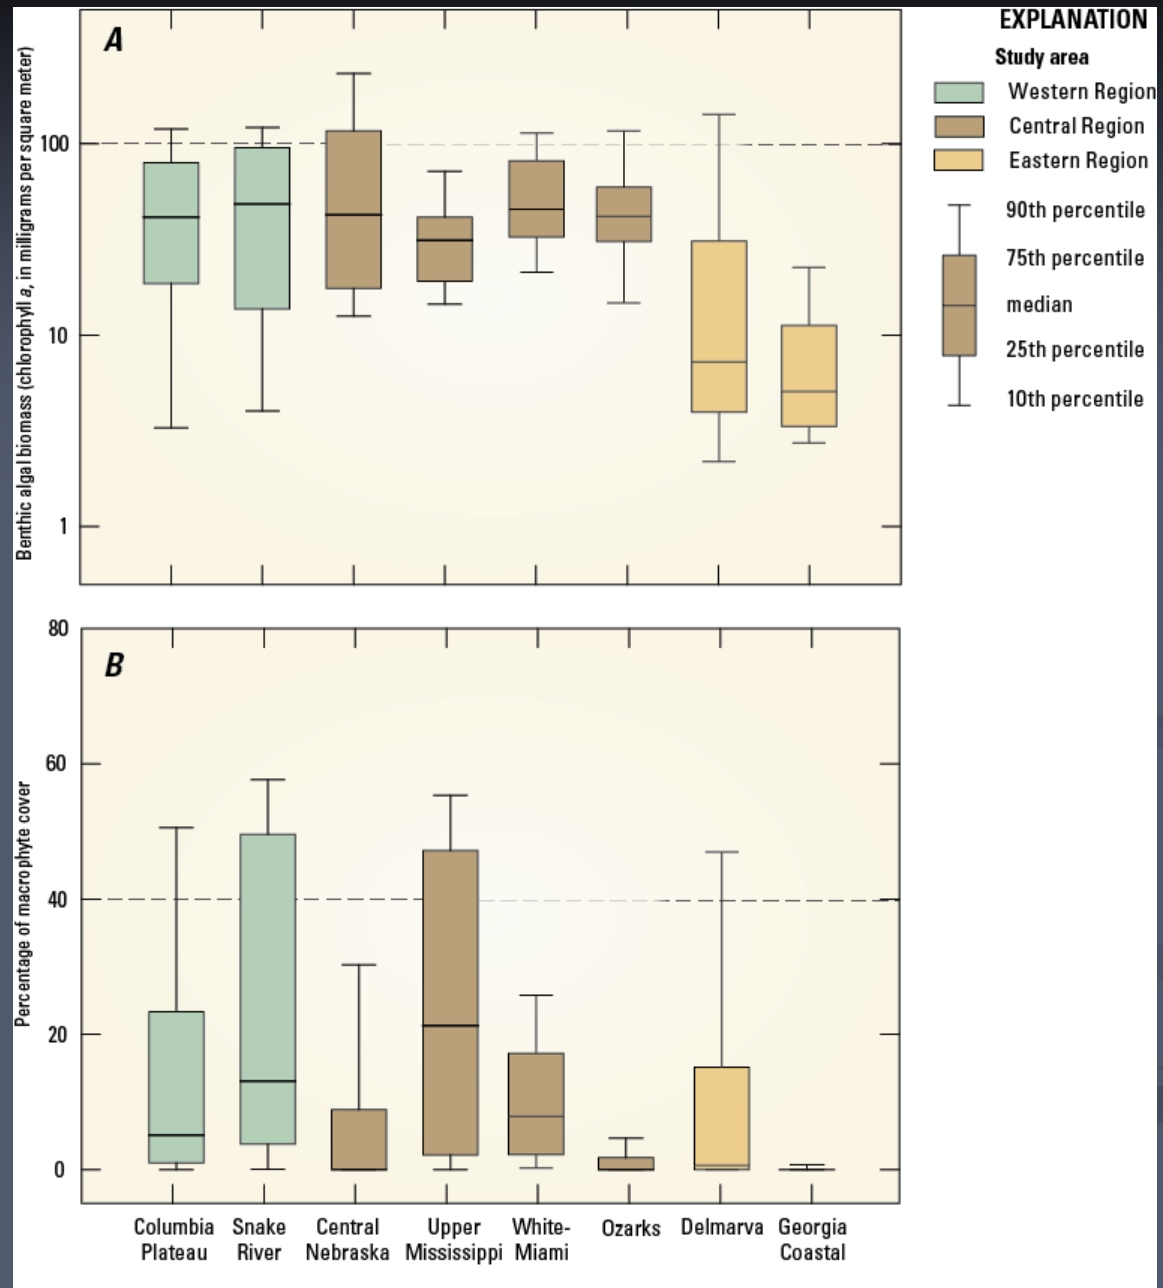 EXPLANATION
Study area
Western Region
Central Region
Eastern Region
90th percentile
75th percentile
median
25th percentile
10th percentile
A
Benthic algal biomass (chlorophyll a, in milligrams per square meter)
100
10
1
B
Percentage of macrophyte cover
80
60
40
20
0
Columbia
Plateau
Snake
River
Central
Nebraska
Upper
Mississippi
White-
Miami
Ozarks
Delmarva
Georgia
Coastal